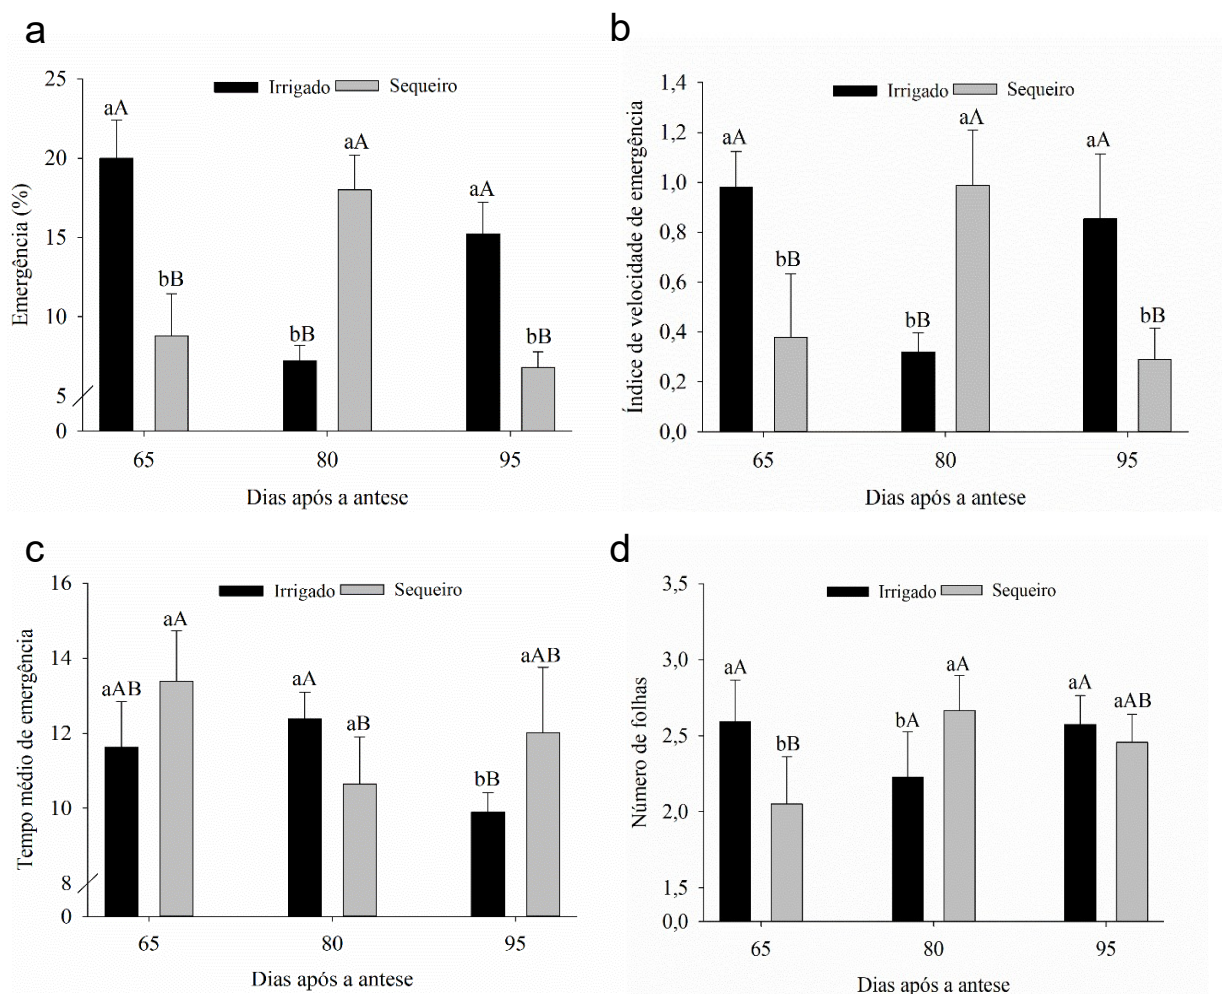 a
Irrigado Sequeiro
Emergência (%)
25
20
15
10
5
0
aA
bB
bB
aA
aA
bB
65 80 95
Dias após a antese
b
Irrigado Sequeiro
Índice de velocidade de emergência
1,4
1,2
1,0
0,8
0,6
0,4
0,2
0,0
aA
bB
bB
aA
aA
bB
65 80 95
Dias após a antese
c
Irrigado Sequeiro
Tempo médio de emergência
16
14
12
10
8
0
aAB
aA
aA
aB
bB
aAB
65 80 95
Dias após a antese
d
Irrigado Sequeiro
Número de folhas
3,5
3,0
2,5
2,0
1,5
0,0
aA
bB
bA
aA
aA
aAB
65 80 95
Dias após a antese